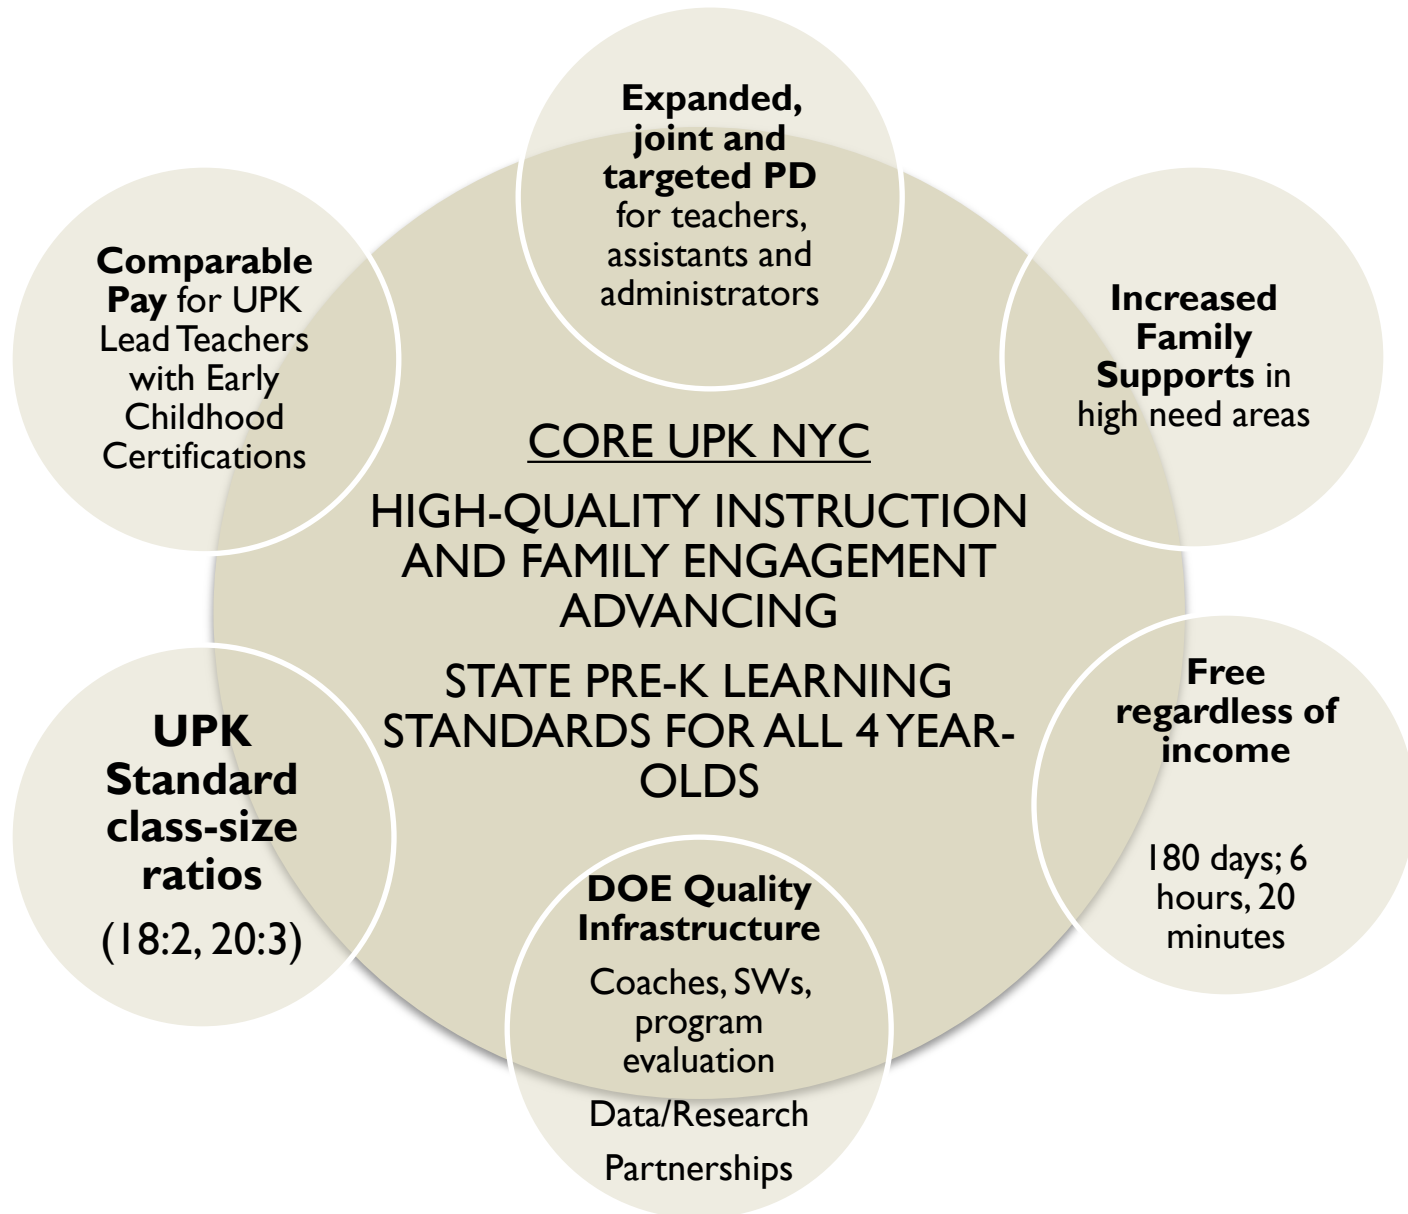 Expanded,
joint and
targeted PD
for teachers,
assistants and
administrators
Increased
Family
Supports in
high need areas
Free
regardless of
income
180 days; 6
hours, 20
minutes
DOE Quality
Infrastructure
Coaches, SWs,
program
evaluation
Data/Research
Partnerships
UPK
Standard
class-size
ratios
(18:2, 20:3)
Comparable
Pay for UPK
Lead Teachers
with Early
Childhood
Certifications
CORE UPK NYC
HIGH-QUALITY INSTRUCTION
AND FAMILY ENGAGEMENT
ADVANCING
STATE PRE-K LEARNING
STANDARDS FOR ALL 4 YEAR-
OLDS